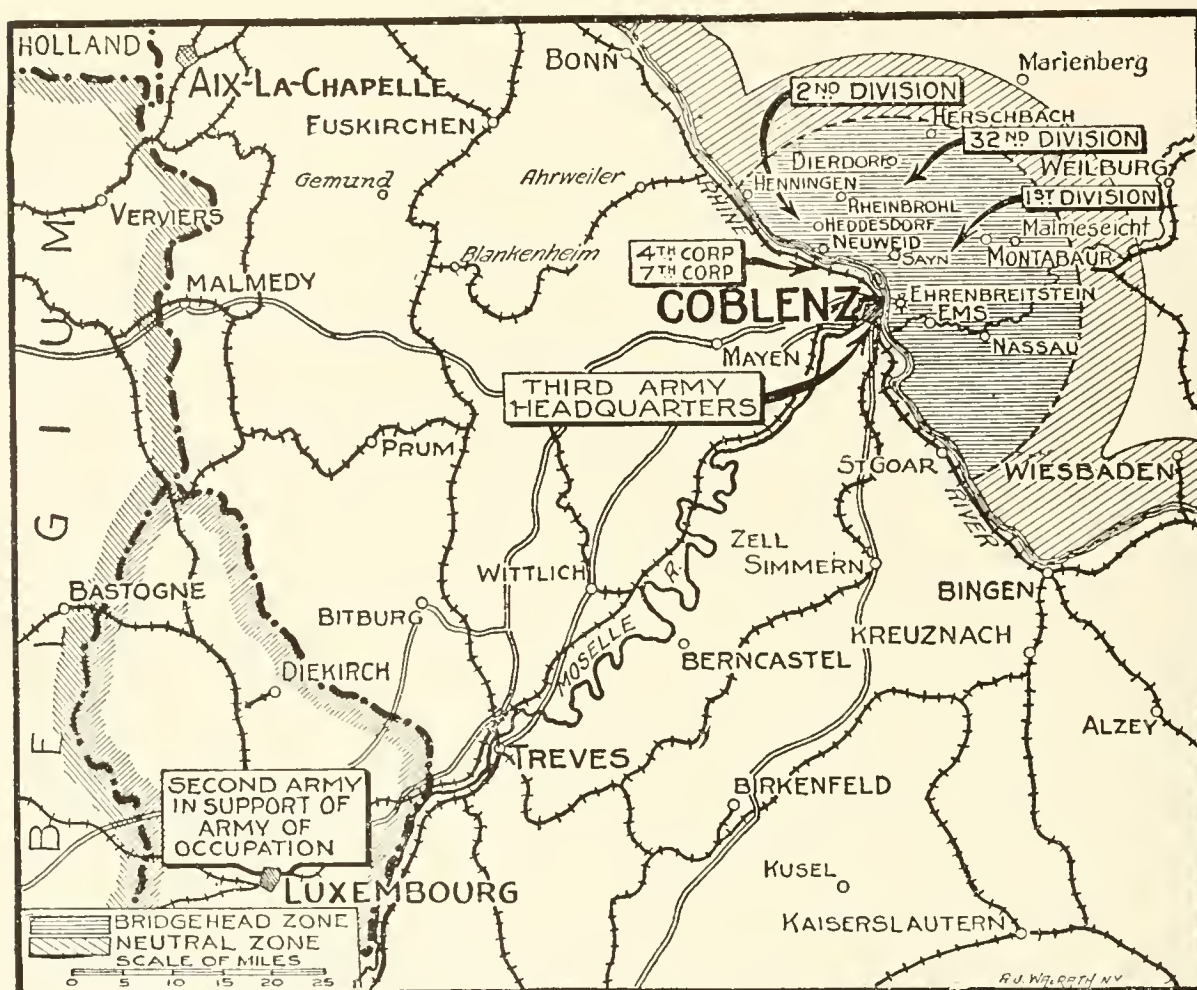 HOLLAND
AIX-LA-CHAPELLE
BONN
Marienberg
2ND DIVISION
EUSKIRCHEN
HERSCHBACH
32ND DIVISION
DIERDORF
WEILBURG
Gemund
Ahrweiler
RHINE
HENNINGEN
RHEINBROHL
1ST DIVISION
VERVIERS
HEDDESDORF
Malmeseicht
NEUWEID
SAYN
MONTABAUR
Blankenheim
4TH CORP
7TH CORP
MALMEDY
COBLENZ
EHRENBREITSTEIN
EMS
MAYEN
NASSAU
THIRD ARMY
HEADQUARTERS
PRUM
ST GOAR
WIESBADEN
RIVER
BELGIUM
ZELL
SIMMERN
WITTLICH
R.
BINGEN
BASTOGNE
BITBURG
MOSELLE
KREUZNACH
BERNCASTEL
DIEKIRCH
ALZEY
TREVES
SECOND ARMY
IN SUPPORT OF
ARMY OF
OCCUPATION
BIRKENFELD
KUSEL
LUXEMBOURG
KAISERSLAUTERN
BRIDGEHEAD ZONE
NEUTRAL ZONE
SCALE OF MILES
0 5 10 15 20 25